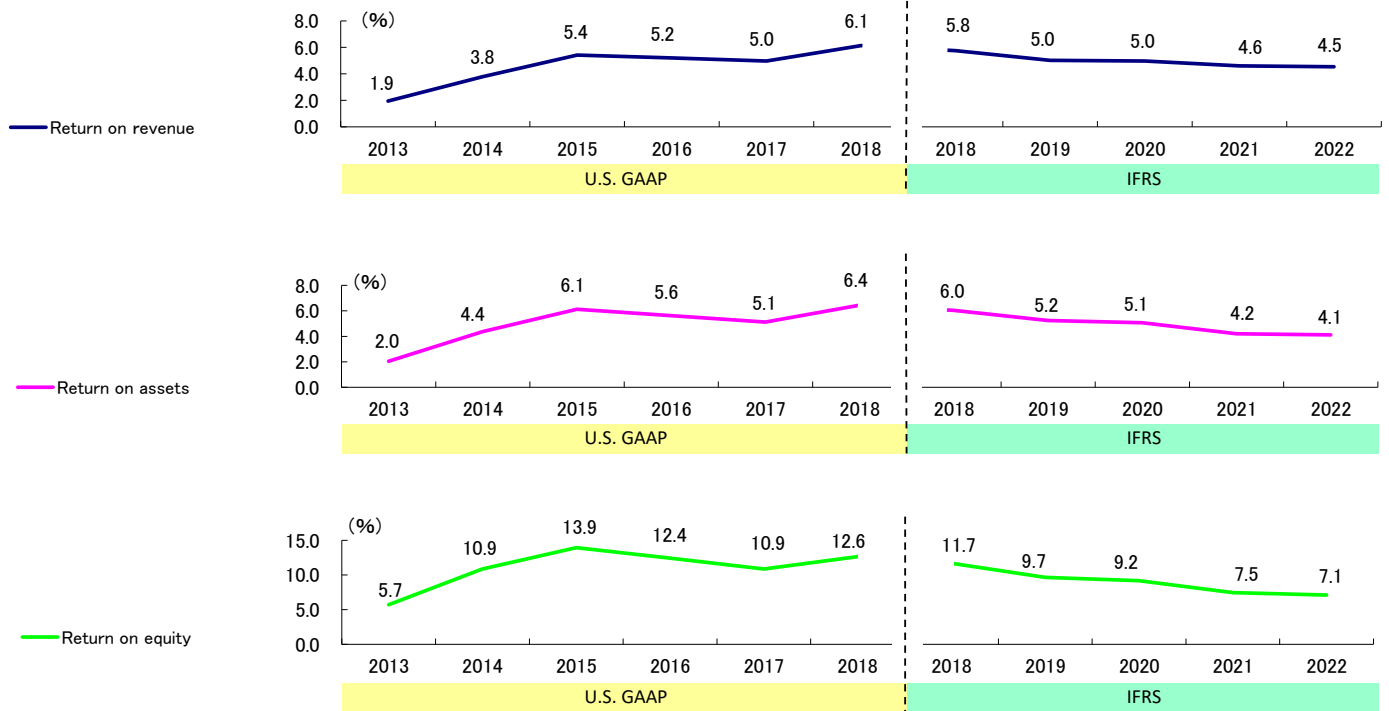 (%)
8.0
6.0
4.0
2.0
0.0
1.9 3.8 5.4 5.2 5.0 6.1 5.8 5.0 5.0 4.6 4.5
Return on revenue
2013 2014 2015 2016 2017 2018 2018 2019 2020 2021 2022
U.S. GAAP IFRS
(%)
8.0
6.0
4.0
2.0
0.0
2.0 4.4 6.1 5.6 5.1 6.4 6.0 5.2 5.1 4.2 4.1
Return on assets
2013 2014 2015 2016 2017 2018 2018 2019 2020 2021 2022
U.S. GAAP IFRS
(%)
15.0
10.0
5.0
0.0
5.7 10.9 13.9 12.4 10.9 12.6 11.7 9.7 9.2 7.5 7.1
Return on equity
2013 2014 2015 2016 2017 2018 2018 2019 2020 2021 2022
U.S. GAAP IFRS